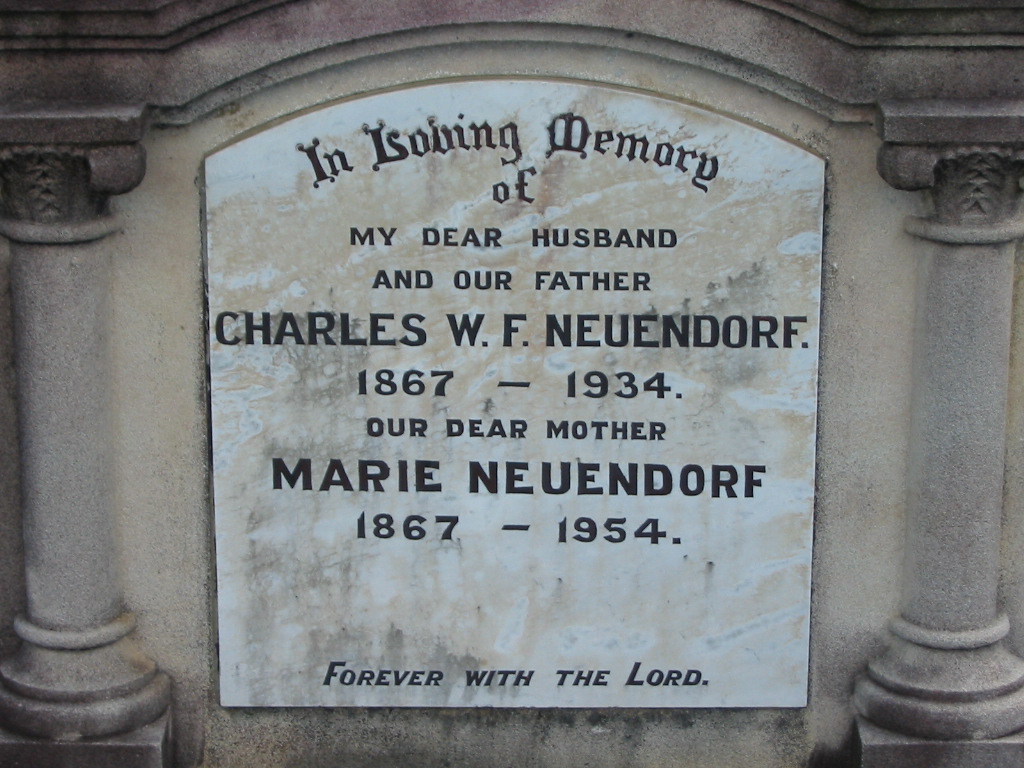 In Loving Memory
of
MY DEAR HUSBAND
AND OUR FATHER
CHARLES W. F. NEUENDORF.
1867 — 1934.
OUR DEAR MOTHER
MARIE NEUENDORF
1867 — 1954.
FOREVER WITH THE LORD.